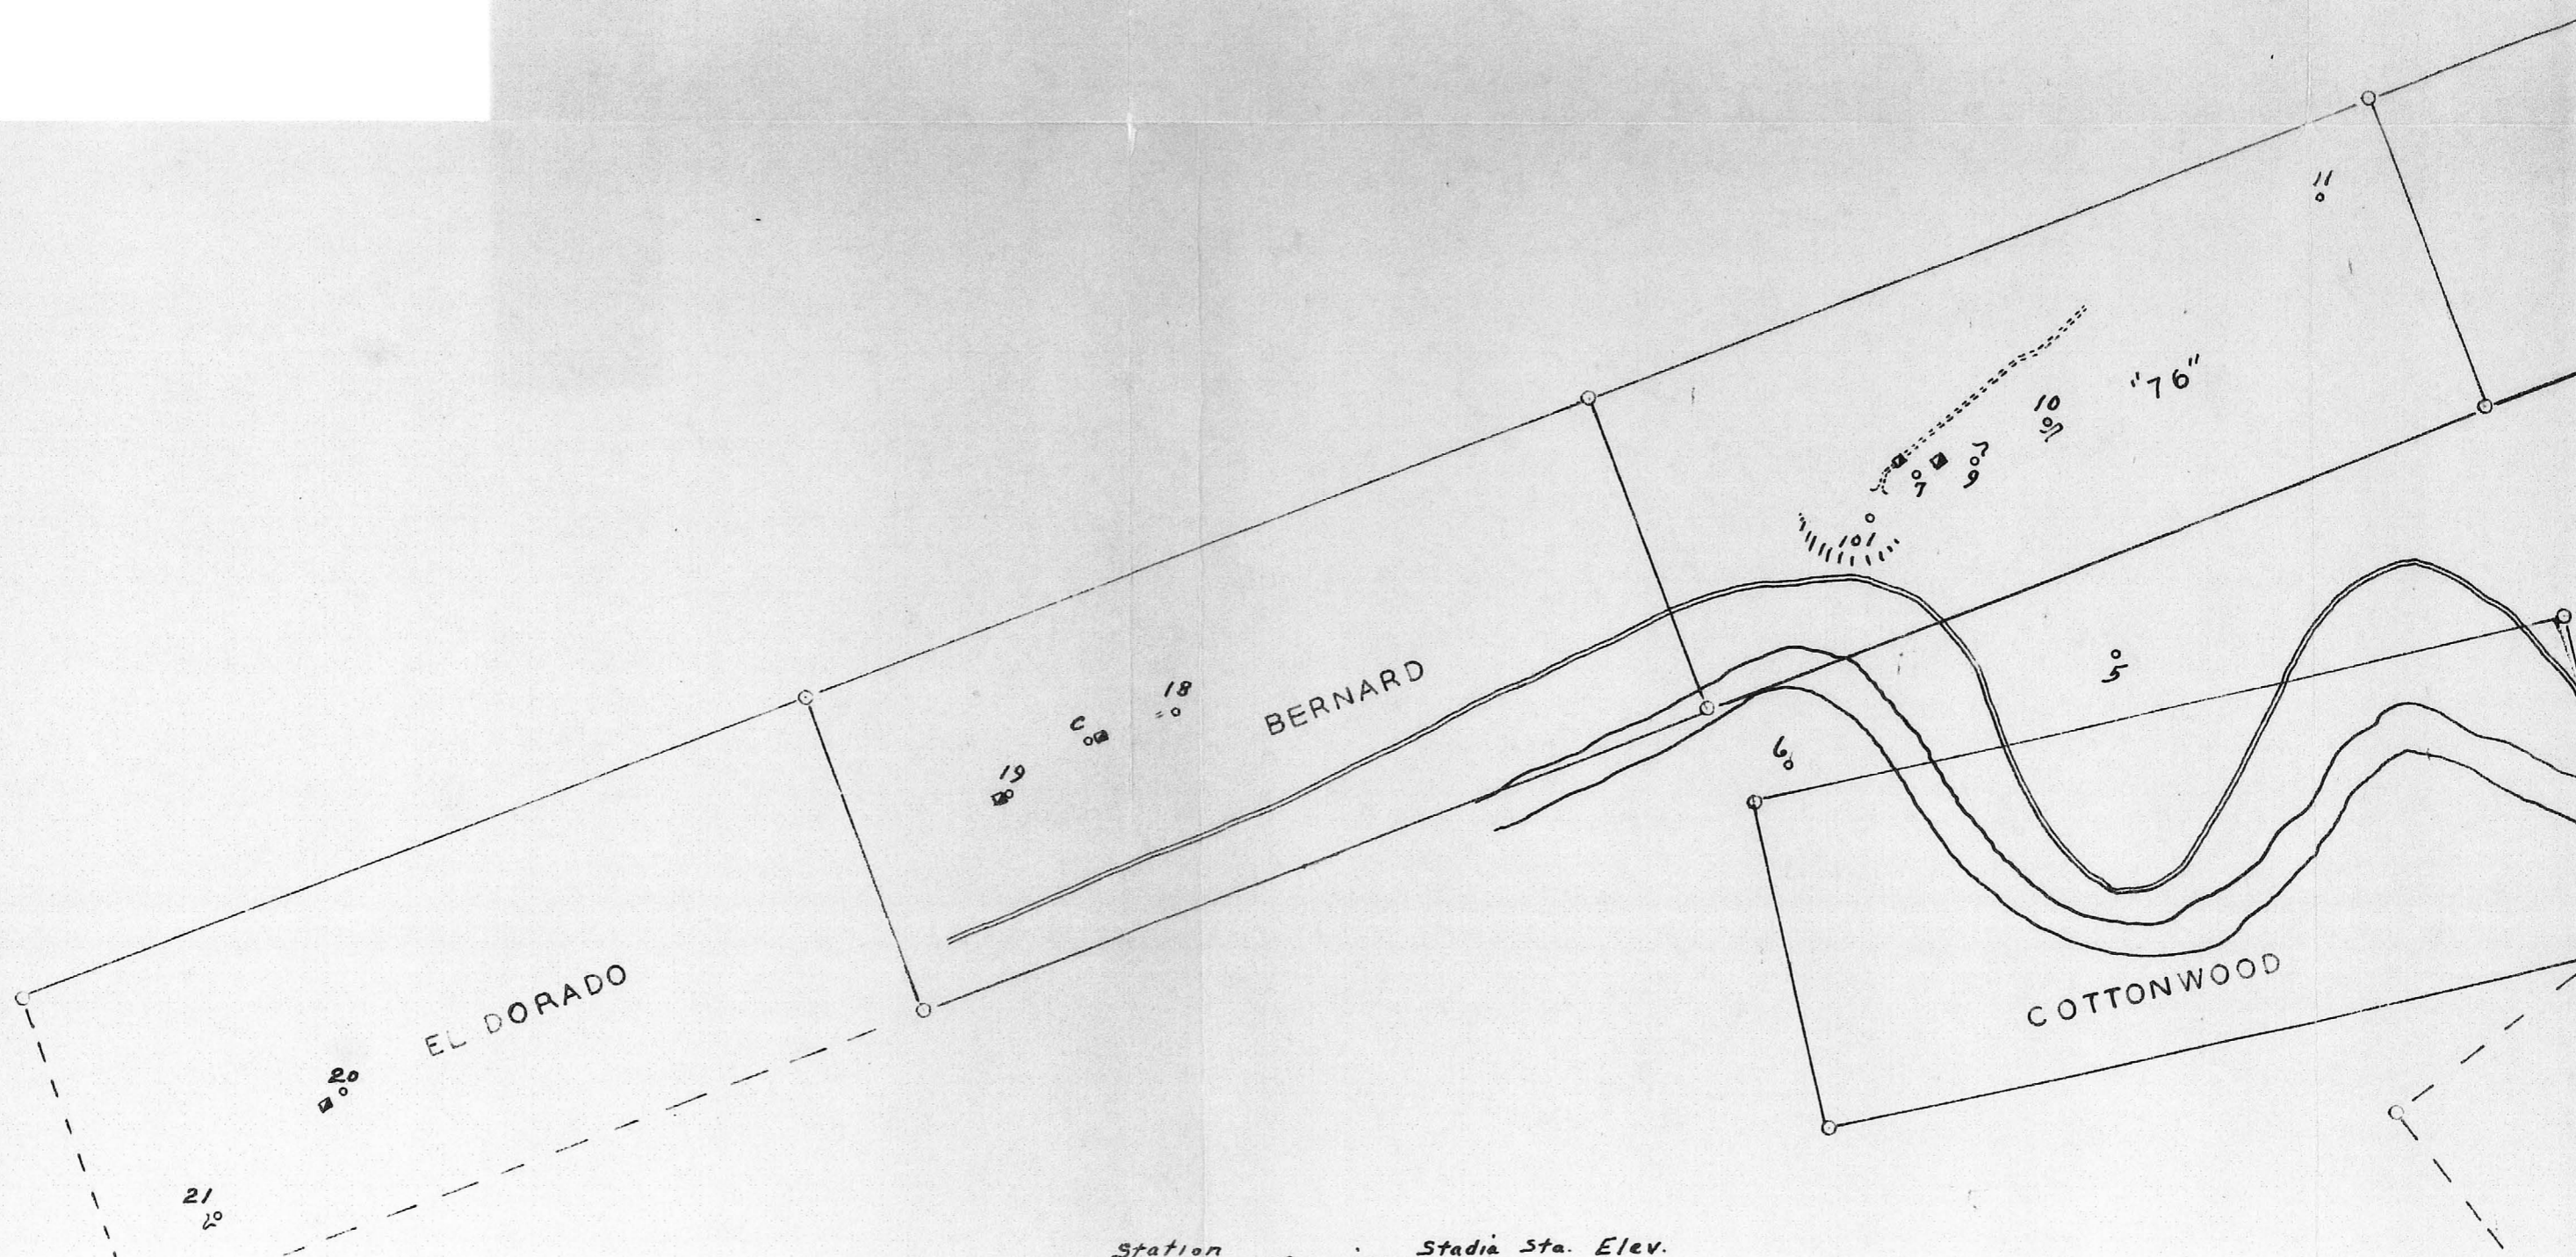 11
"76"
10
9
7
101
5
18
C
BERNARD
6
19
EL DORADO
COTTONWOOD
20
21
Station
Stadia Sta. Elev.